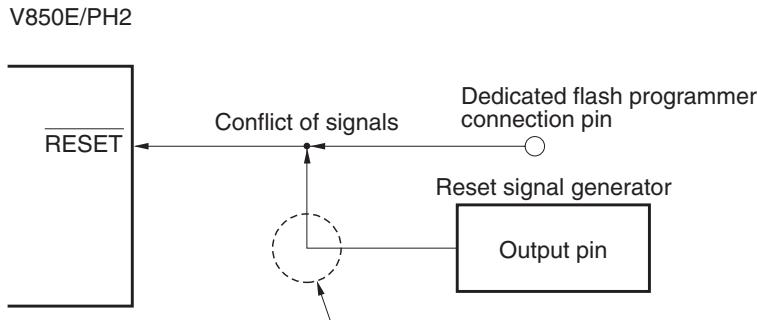 V850E/PH2
Dedicated flash programmer
connection pin
Conflict of signals
RESET
Reset signal generator
Output pin